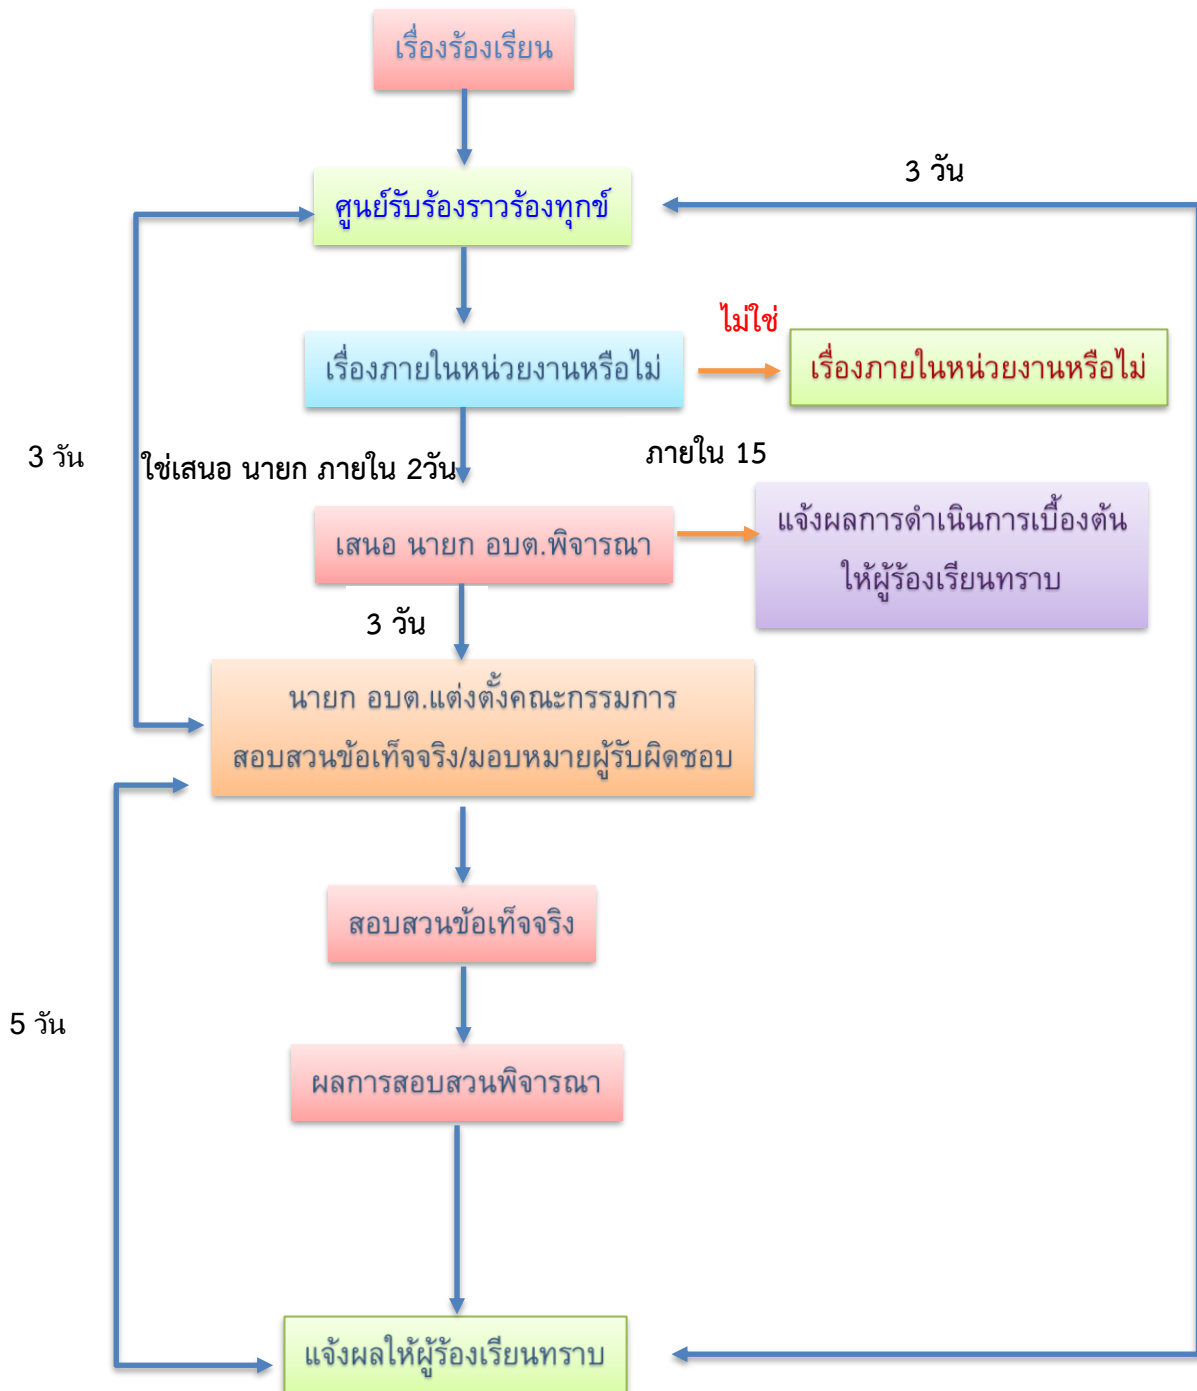 เรื่องร้องเรียน
3 วัน
ศูนย์รับร้องราวร้องทุกข์
ไม่ใช่
เรื่องภายในหน่วยงานหรือไม่
เรื่องภายในหน่วยงานหรือไม่
3 วัน
ใช่เสนอ นายก ภายใน 2วัน
ภายใน 15
เสนอ นายก อบต.พิจารณา
แจ้งผลการดำเนินการเบื้องต้น
ให้ผู้ร้องเรียนทราบ
3 วัน
นายก อบต.แต่งตั้งคณะกรรมการ
สอบสวนข้อเท็จจริง/มอบหมายผู้รับผิดชอบ
สอบสวนข้อเท็จจริง
5 วัน
ผลการสอบสวนพิจารณา
แจ้งผลให้ผู้ร้องเรียนทราบ